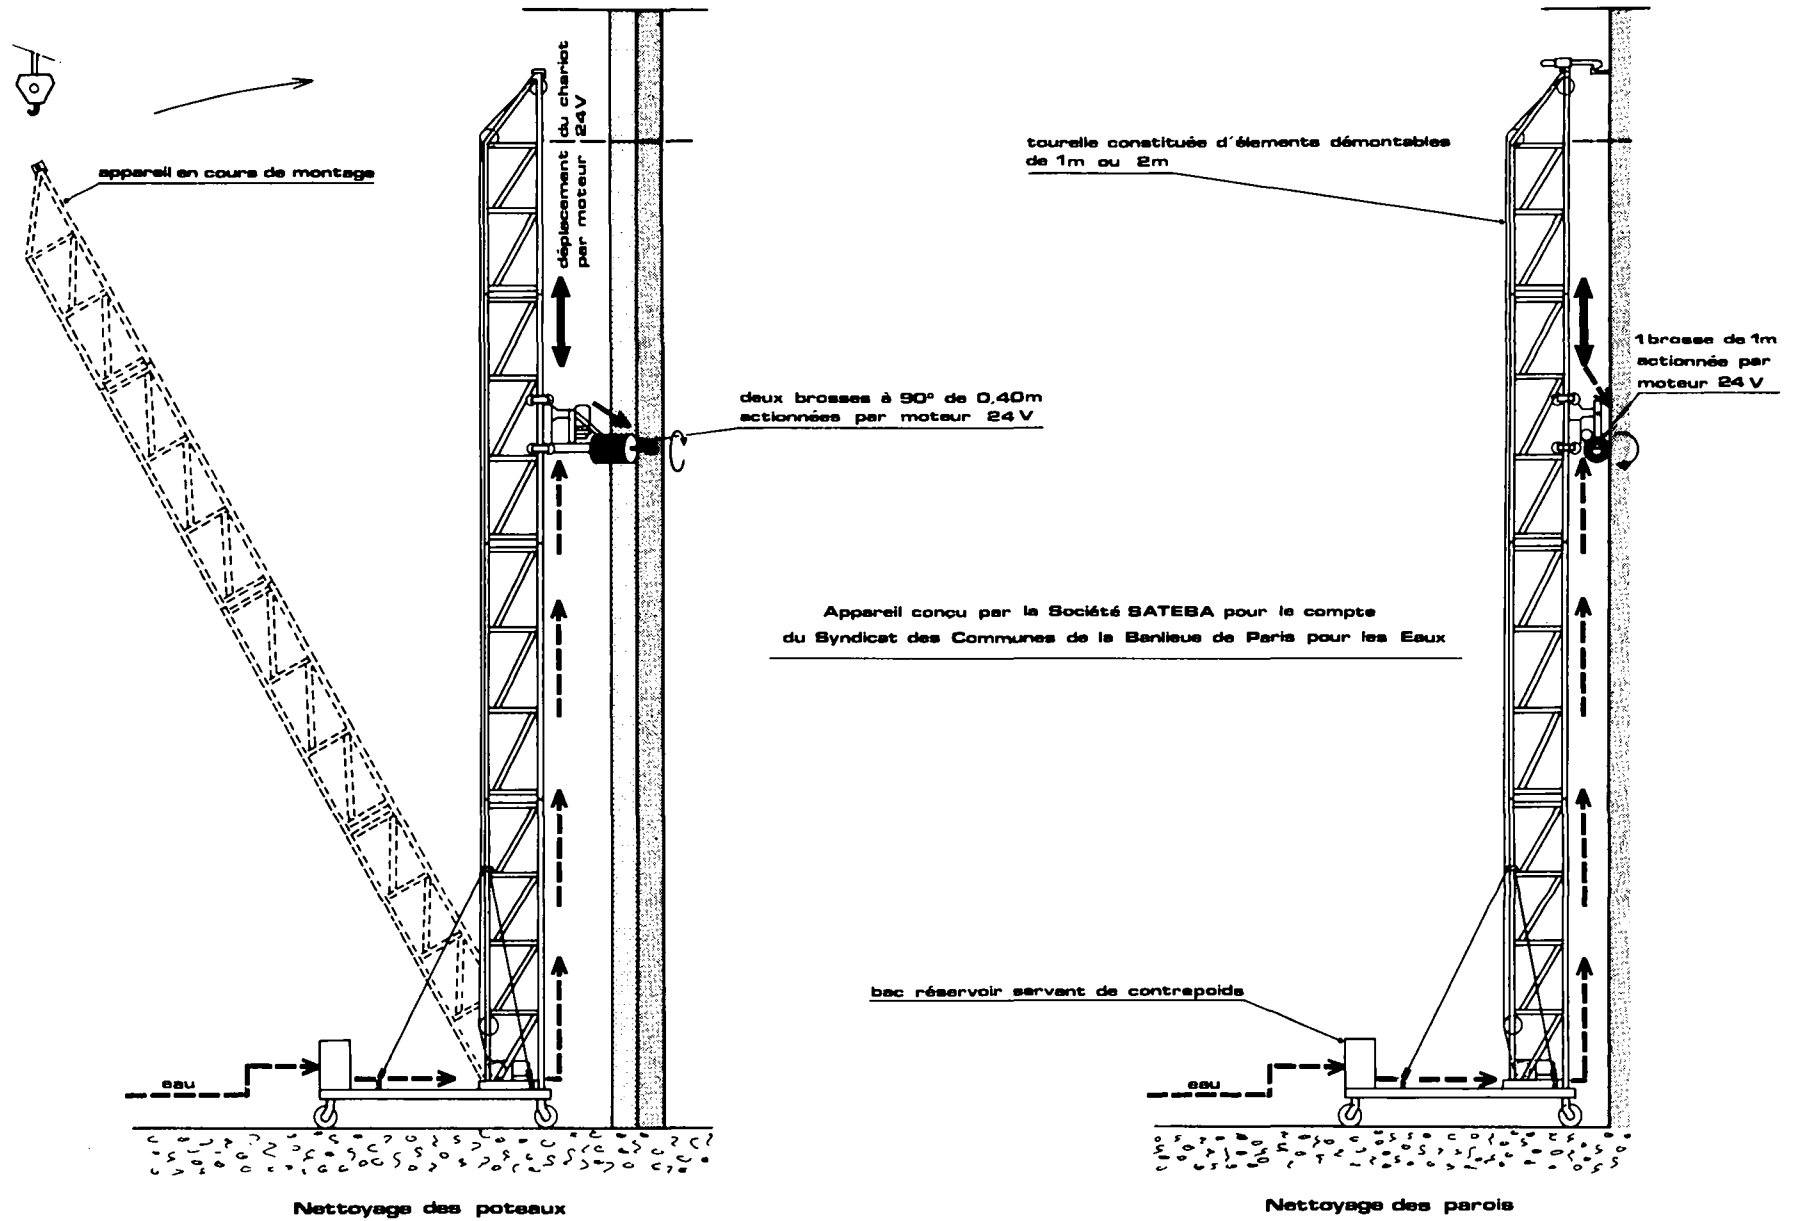 appareil en cours de montage
déplacement du chariot
par moteur 24V
deux brosses à 90° de 0,40m
actionnées par moteur 24V
eau
Nettoyage des poteaux
tourelle constituée d'élements démontables
de 1m ou 2m
1 brosse de 1m
actionnée par
moteur 24V
Appareil conçu par la Société SATEBA pour le compte
du Syndicat des Communes de la Banlieue de Paris pour les Eaux
bac réservoir servant de contrepoids
eau
Nettoyage des parois